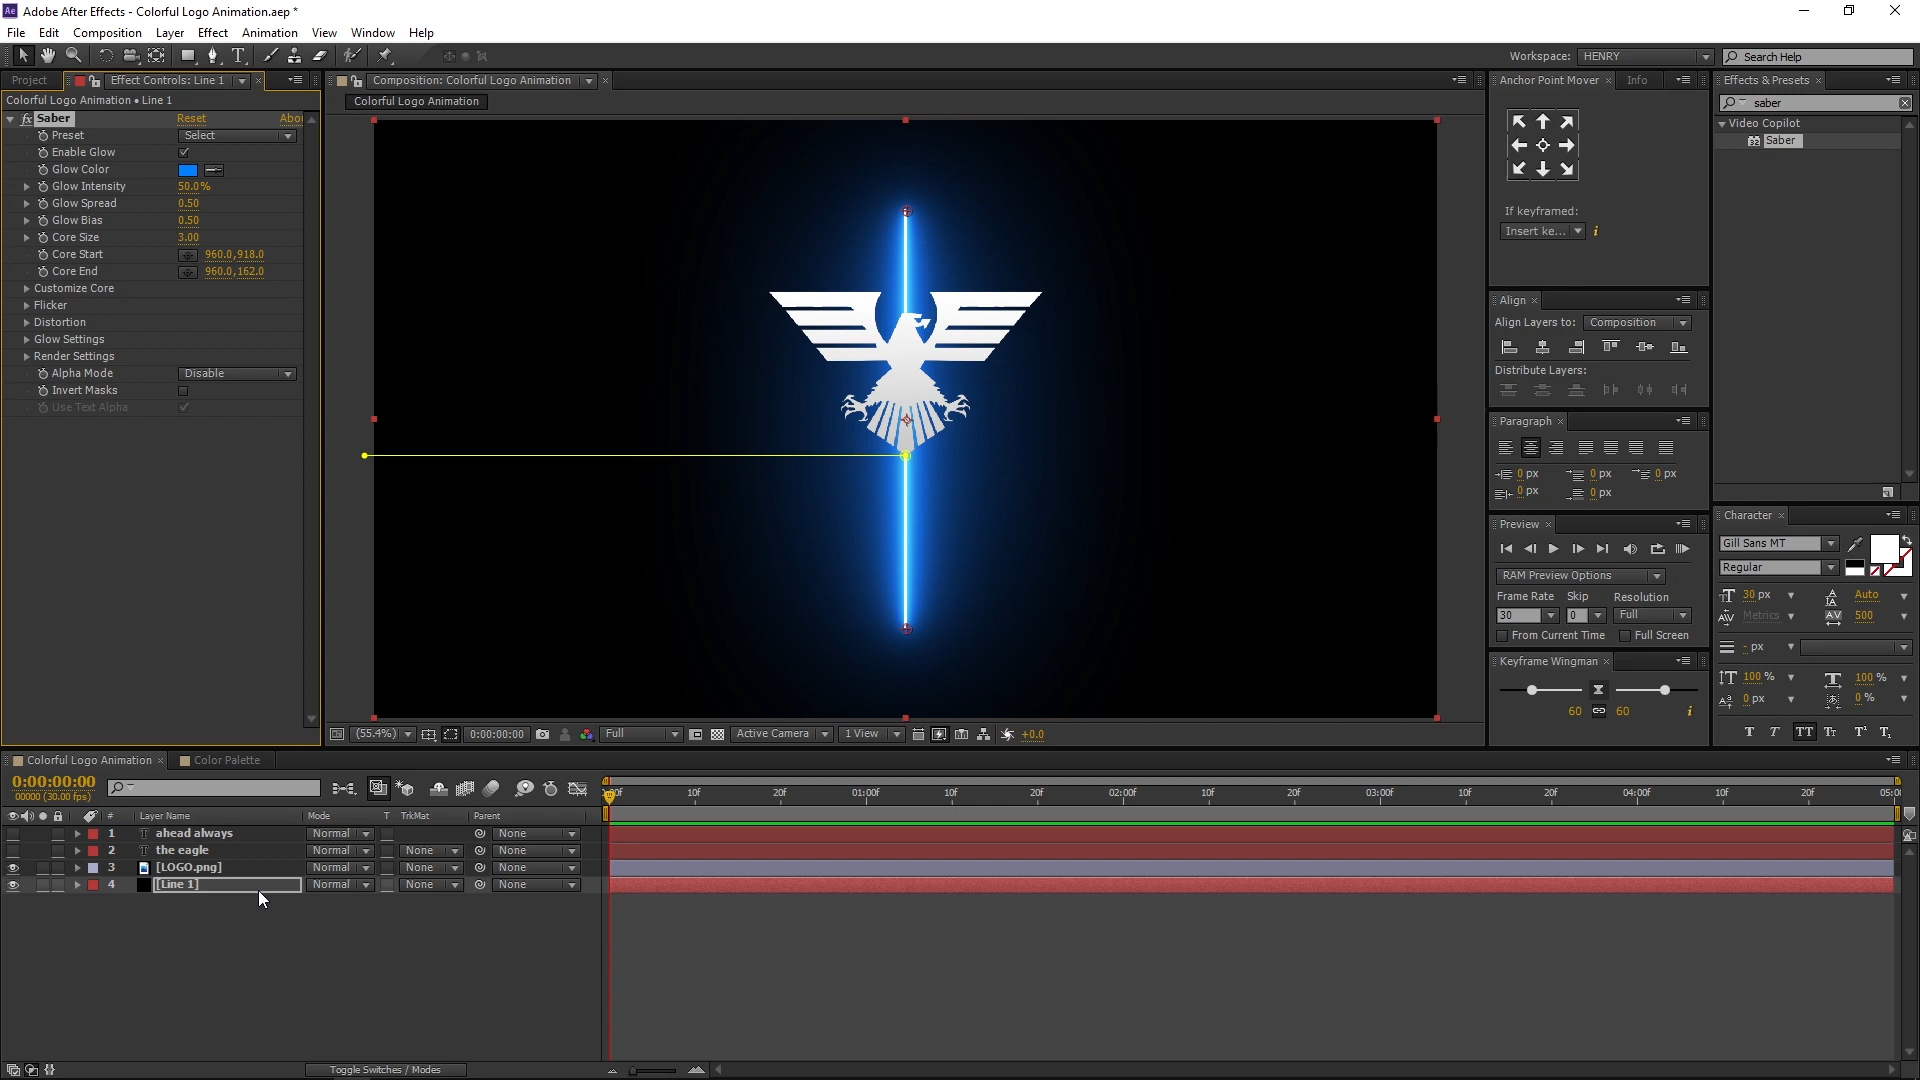 Ae Adobe After Effects - Colorful Logo Animation.aep *
File Edit Composition Layer Effect Animation View Window Help
Workspace: HENRY Search Help
Project Effect Controls: Line 1
Colorful Logo Animation • Line 1
fx Saber Reset Abou
Preset Select
Enable Glow
Glow Color
Glow Intensity 50.0%
Glow Spread 0.50
Glow Bias 0.50
Core Size 3.00
Core Start 960.0,918.0
Core End 960.0,162.0
Customize Core
Flicker
Distortion
Glow Settings
Render Settings
Alpha Mode Disable
Invert Masks
Use Text Alpha
Composition: Colorful Logo Animation
Colorful Logo Animation
(55.4%) 0:00:00:00 Full Active Camera 1 View +0.0
Anchor Point Mover Info
If keyframed:
Insert ke... i
Align
Align Layers to: Composition
Distribute Layers:
Paragraph
0 px 0 px 0 px
0 px 0 px
Preview
RAM Preview Options
Frame Rate Skip Resolution
30 0 Full
From Current Time Full Screen
Keyframe Wingman
60 60 i
Effects & Presets
saber
Video Copilot
32 Saber
Character
Gill Sans MT
Regular
30 px Auto
Metrics 500
- px
100 % 100 %
0 px 0 %
T T TT Tt T¹ T₁
Colorful Logo Animation Color Palette
0:00:00:00
00000 (30.00 fps)
# Layer Name Mode T TrkMat Parent
1 T ahead always Normal None
2 T the eagle Normal None None
3 [LOGO.png] Normal None None
4 [Line 1] Normal None None
:00f 10f 20f 01:00f 10f 20f 02:00f 10f 20f 03:00f 10f 20f 04:00f 10f 20f 05:0
Toggle Switches / Modes